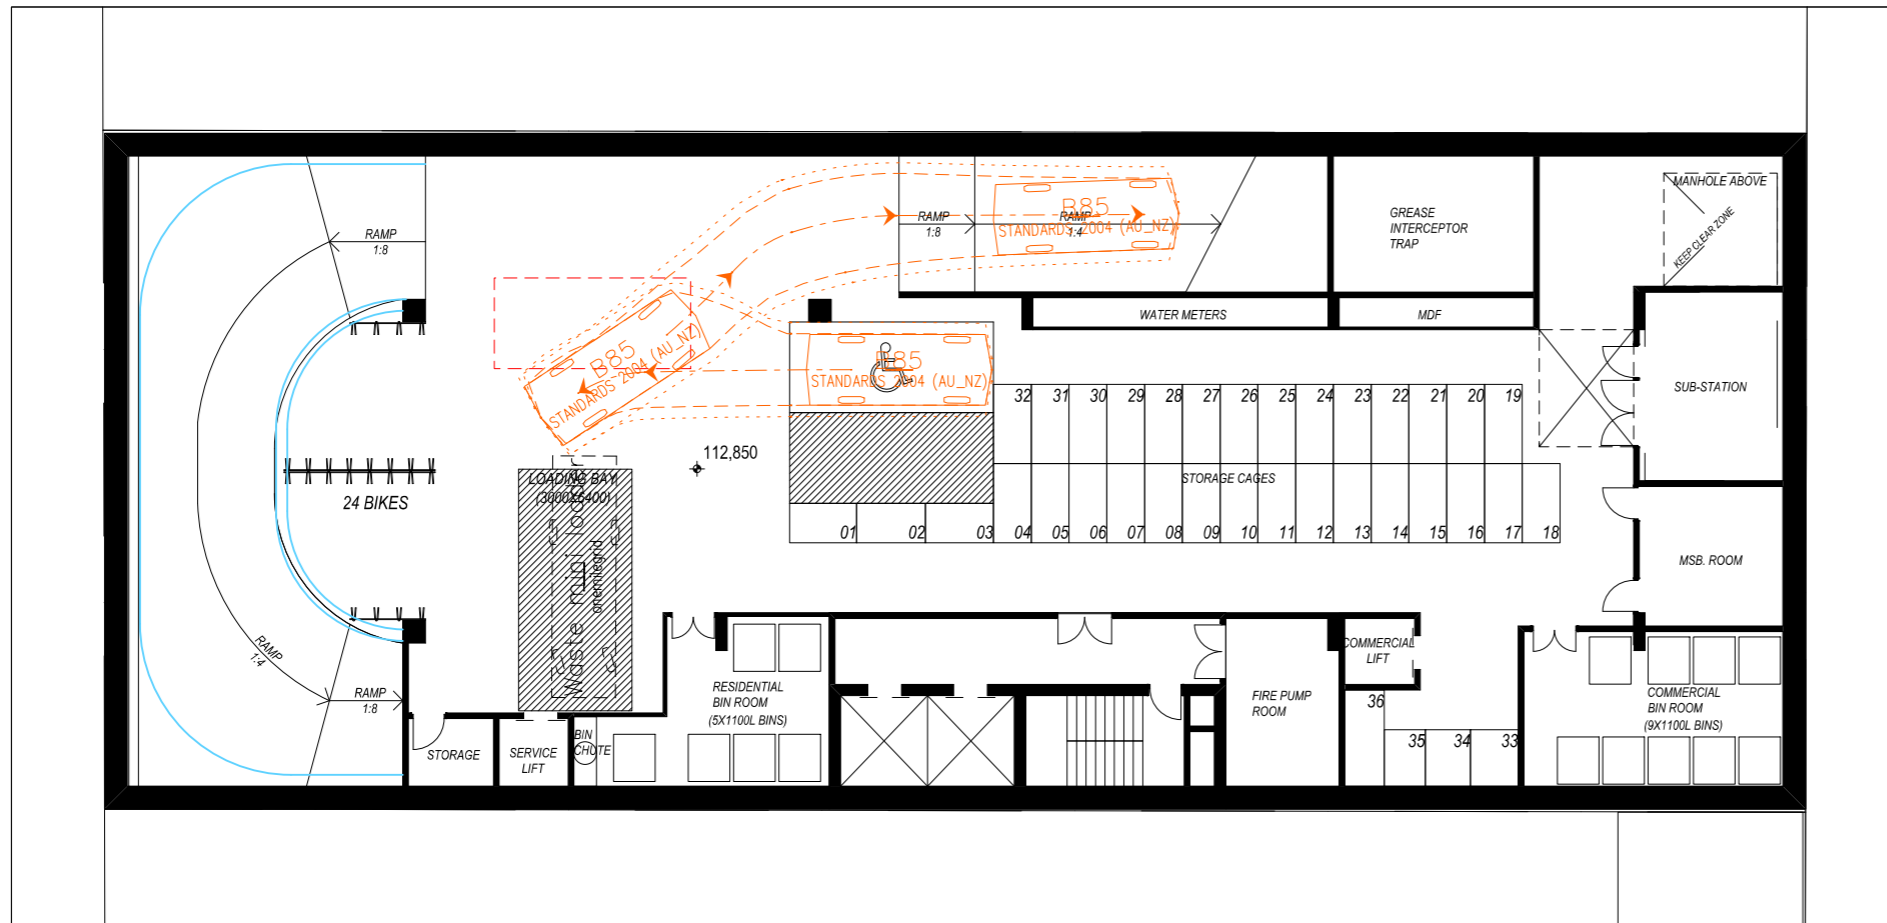 MANHOLE ABOVE
KEEP CLEAR ZONE
B85
STANDARDS 2004 (AU_NZ)
RAMP
1:8
RAMP
1:4
GREASE
INTERCEPTOR
TRAP
RAMP
1:8
WATER METERS
MDF
B85
STANDARDS 2004 (AU_NZ)
B85
STANDARDS 2004 (AU_NZ)
SUB-STATION
32
31
30
29
28
27
26
25
24
23
22
21
20
19
112,850
LOADING BAY
(3000X6400)
Waste mini loader
onemilegrid
STORAGE CAGES
24 BIKES
01
02
03
04
05
06
07
08
09
10
11
12
13
14
15
16
17
18
MSB. ROOM
RAMP
1:4
RAMP
1:8
COMMERCIAL
LIFT
RESIDENTIAL
BIN ROOM
(5X1100L BINS)
FIRE PUMP
ROOM
COMMERCIAL
BIN ROOM
(9X1100L BINS)
36
35
34
33
STORAGE
SERVICE
LIFT
BIN
CHUTE